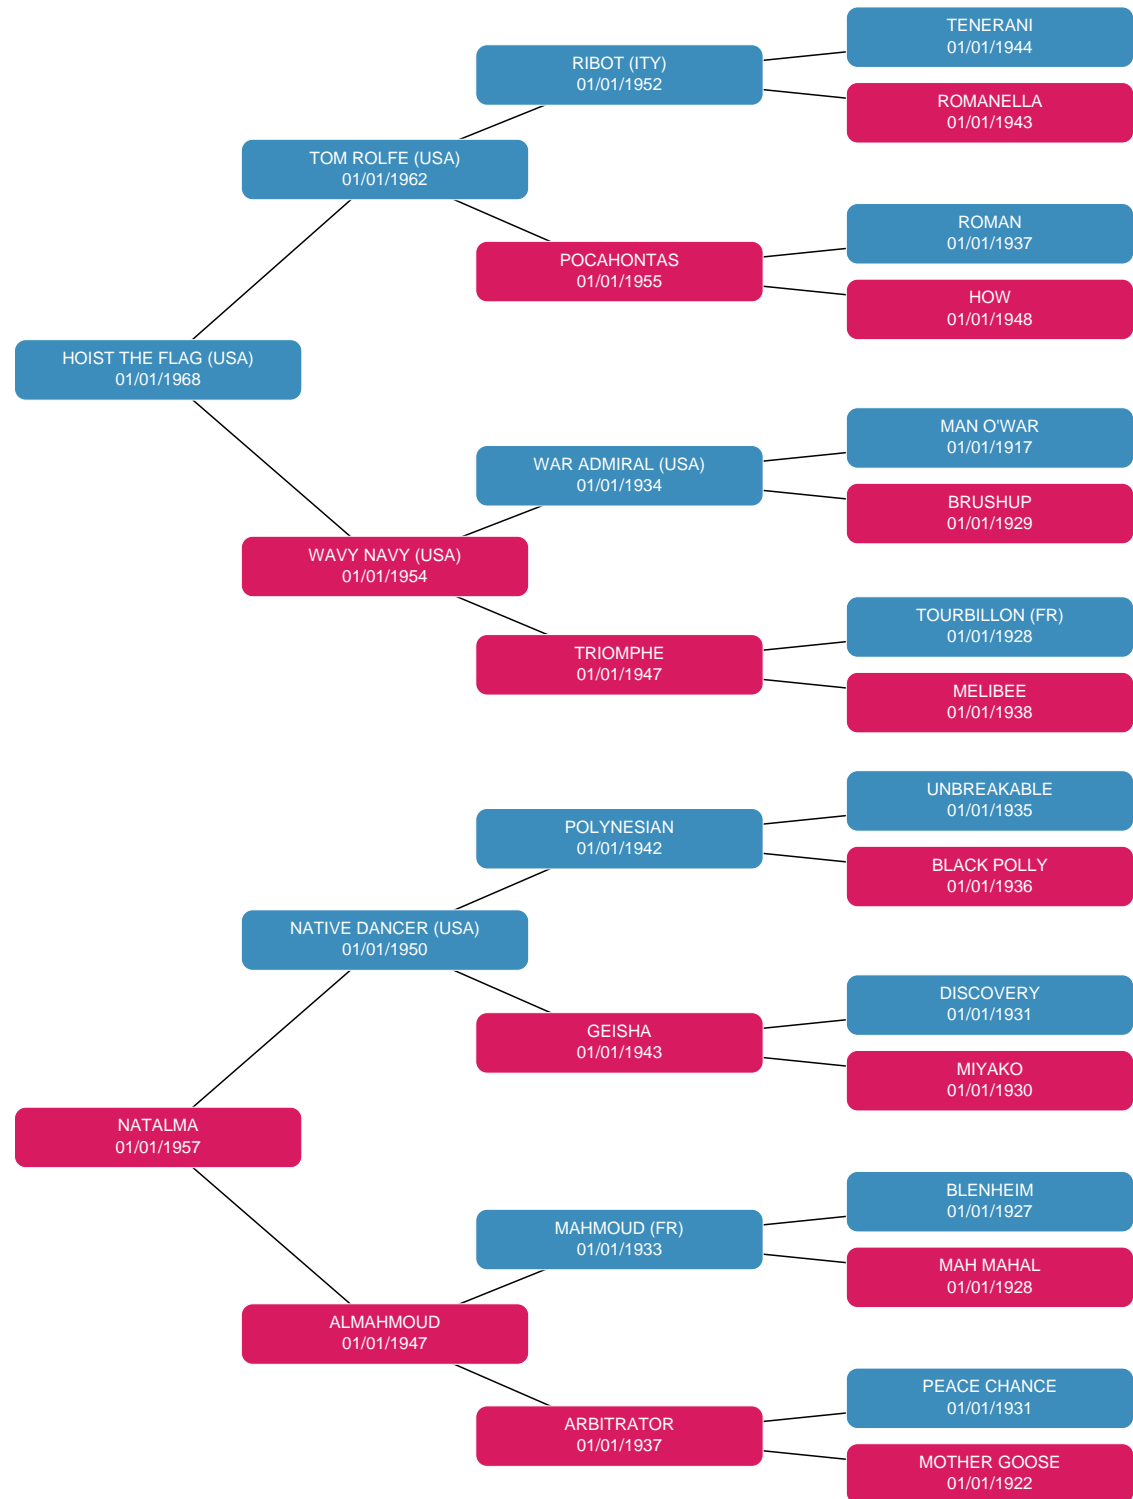 TENERANI
01/01/1944
RIBOT (ITY)
01/01/1952
ROMANELLA
01/01/1943
TOM ROLFE (USA)
01/01/1962
ROMAN
01/01/1937
POCAHONTAS
01/01/1955
HOW
01/01/1948
HOIST THE FLAG (USA)
01/01/1968
MAN O'WAR
01/01/1917
WAR ADMIRAL (USA)
01/01/1934
BRUSHUP
01/01/1929
WAVY NAVY (USA)
01/01/1954
TOURBILLON (FR)
01/01/1928
TRIOMPHE
01/01/1947
MELIBEE
01/01/1938
UNBREAKABLE
01/01/1935
POLYNESIAN
01/01/1942
BLACK POLLY
01/01/1936
NATIVE DANCER (USA)
01/01/1950
DISCOVERY
01/01/1931
GEISHA
01/01/1943
MIYAKO
01/01/1930
NATALMA
01/01/1957
BLENHEIM
01/01/1927
MAHMOUD (FR)
01/01/1933
MAH MAHAL
01/01/1928
ALMAHMOUD
01/01/1947
PEACE CHANCE
01/01/1931
ARBITRATOR
01/01/1937
MOTHER GOOSE
01/01/1922